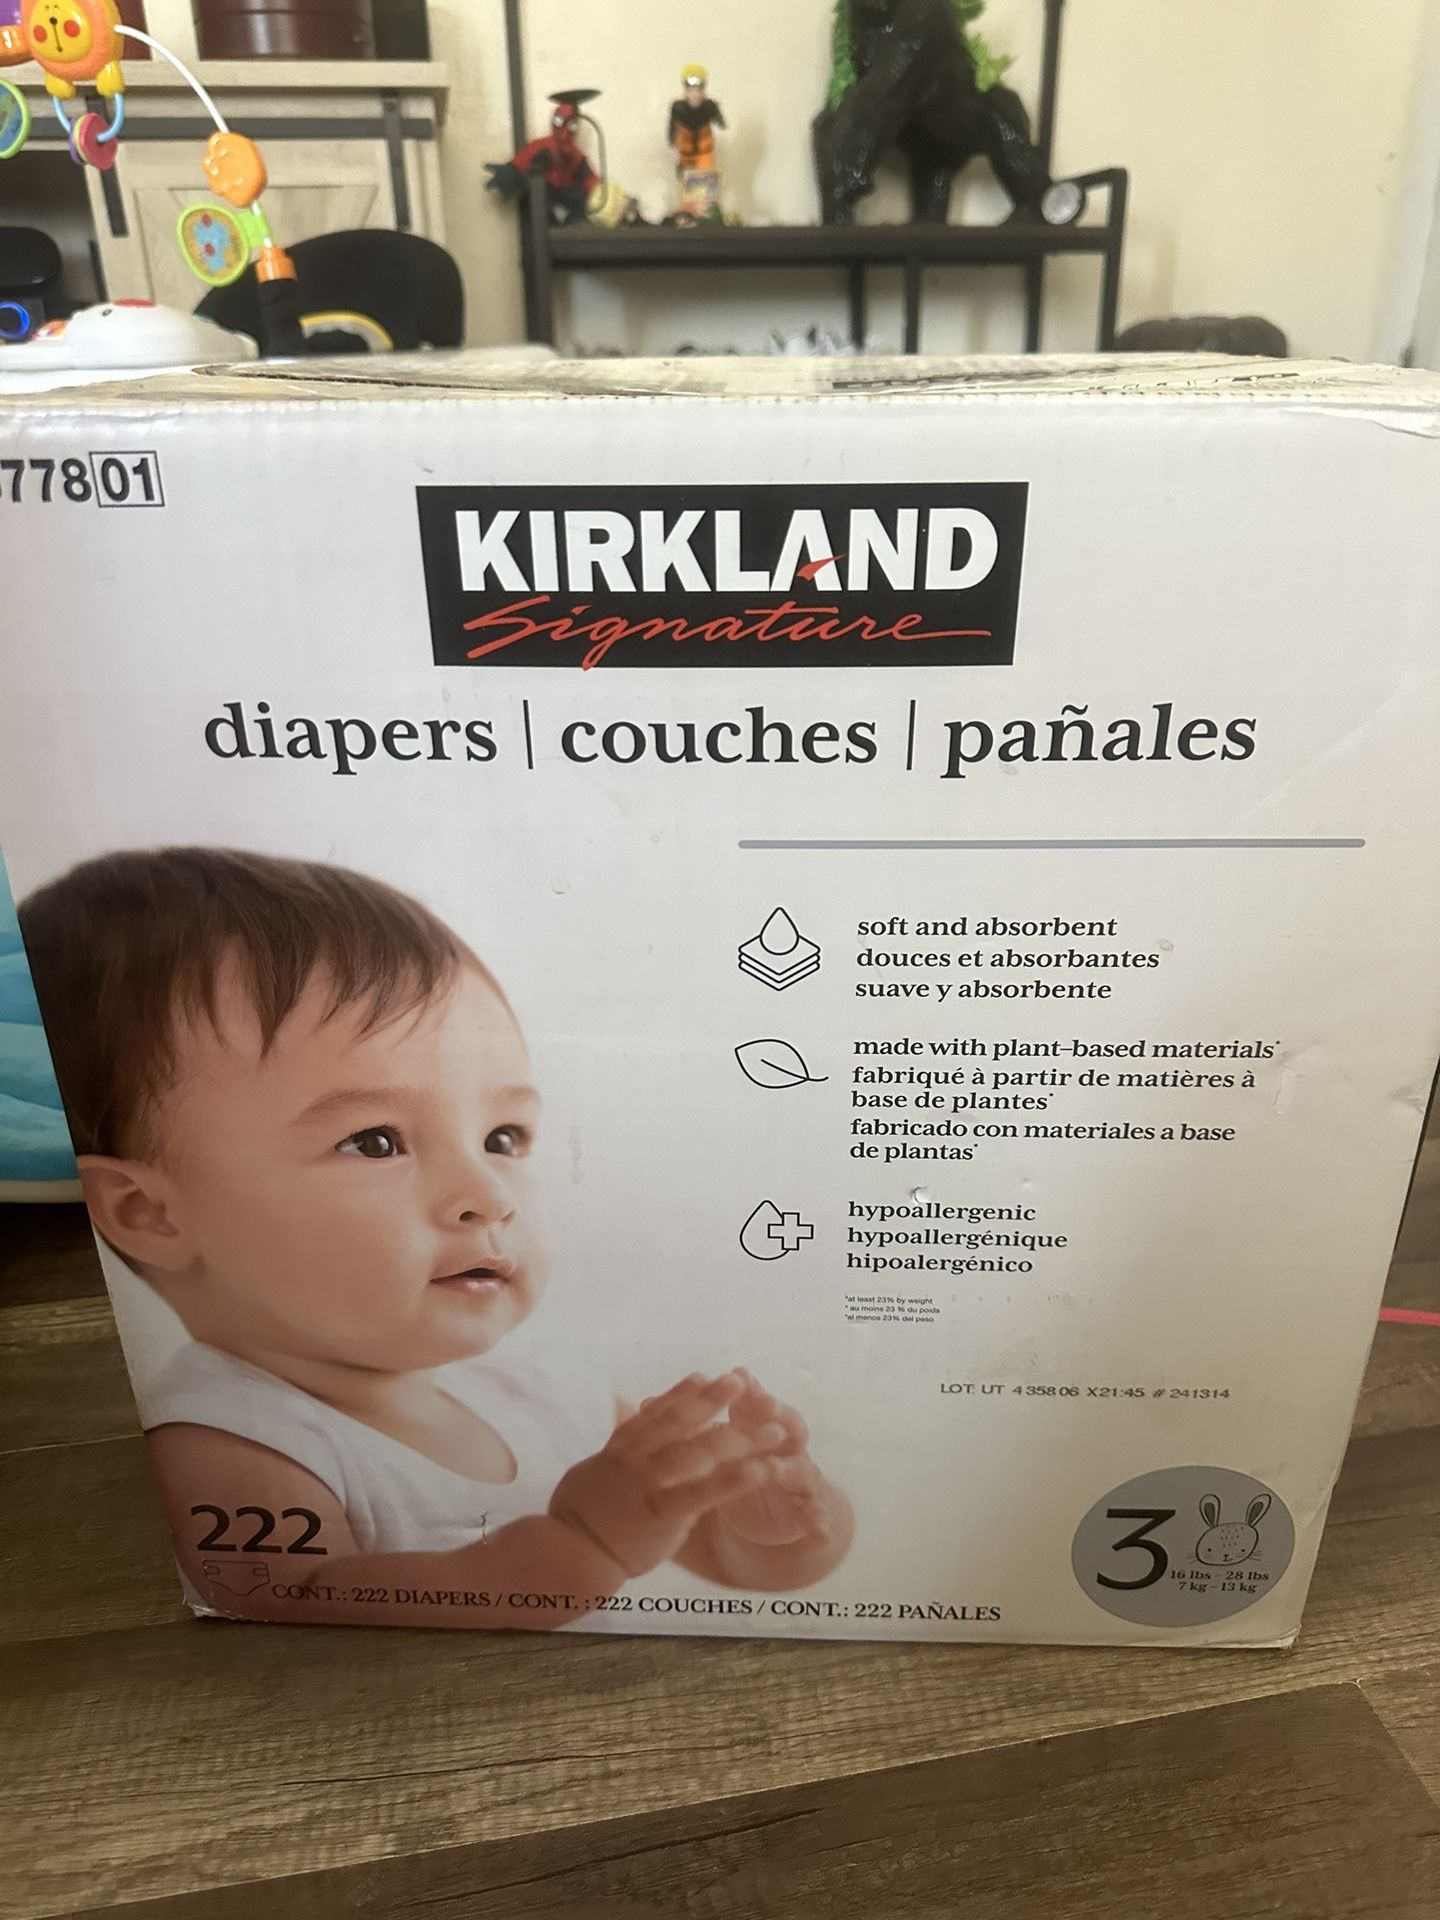 77801
KIRKLAND
Signature
diapers | couches | pañales
soft and absorbent
douces et absorbantes
suave y absorbente
made with plant-based materials*
fabriqué à partir de matières à
base de plantes*
fabricado con materiales a base
de plantas*
hypoallergenic
hypoallergénique
hipoalergénico
*at least 23% by weight
* au moins 23 % du poids
*al menos 23% del peso
LOT: UT 4 358 06 X21:45 # 241314
222
3
16 lbs - 28 lbs
7 kg - 13 kg
CONT.: 222 DIAPERS / CONT. : 222 COUCHES / CONT.: 222 PAÑALES